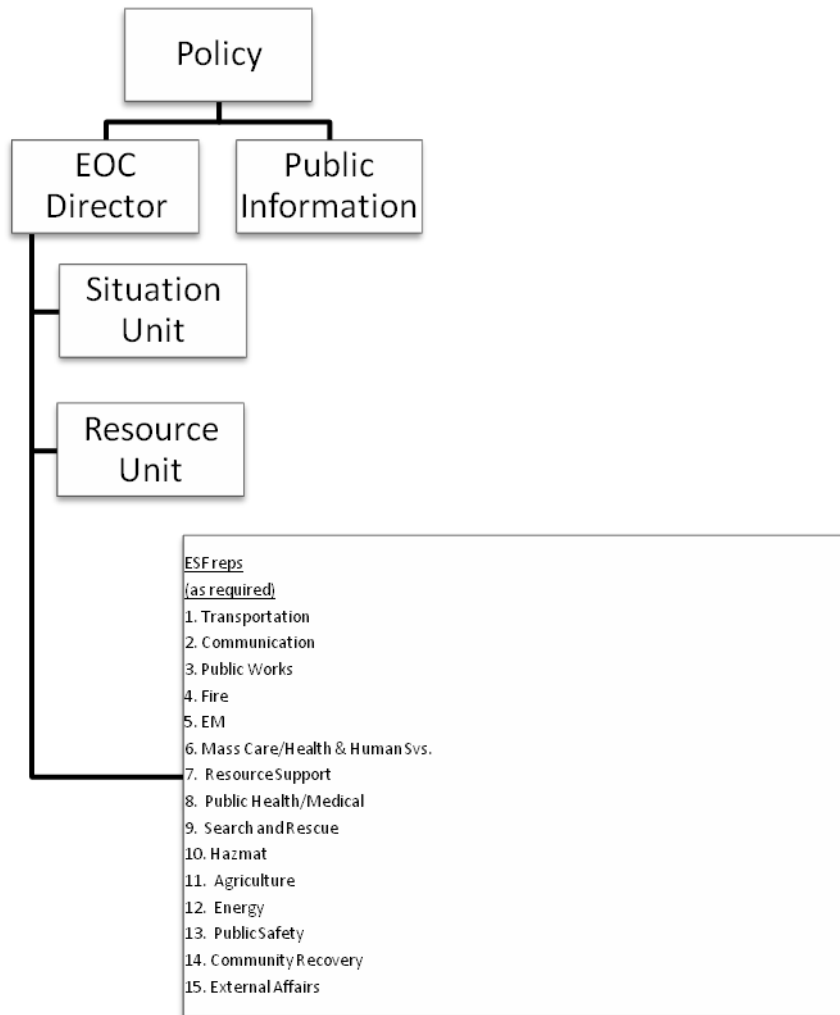 Policy
EOC
Director
Public
Information
Situation
Unit
Resource
Unit
ESF reps
(as required)
1. Transportation
2. Communication
3. Public Works
4. Fire
5. EM
6. Mass Care/Health & Human Svs.
7. Resource Support
8. Public Health/Medical
9. Search and Rescue
10. Hazmat
11. Agriculture
12. Energy
13. Public Safety
14. Community Recovery
15. External Affairs